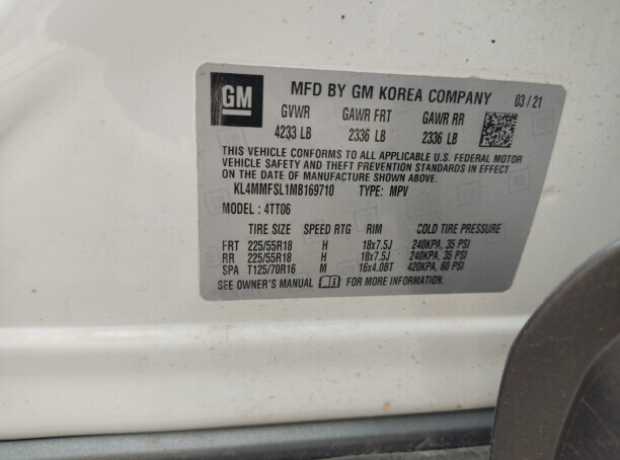 GM
MFD BY GM KOREA COMPANY 03/21
GVWR GAWR FRT GAWR RR
4233 LB 2336 LB 2336 LB
THIS VEHICLE CONFORMS TO ALL APPLICABLE U.S. FEDERAL MOTOR
VEHICLE SAFETY AND THEFT PREVENTION STANDARDS IN EFFECT
ON THE DATE OF MANUFACTURE SHOWN ABOVE.
KL4MMFSL1MB169710 TYPE: MPV
MODEL: 4TT06
TIRE SIZE SPEED RTG RIM COLD TIRE PRESSURE
FRT 225/55R18 H 18x7.5J 240KPA, 35 PSI
RR 225/55R18 H 18x7.5J 240KPA, 35 PSI
SPA T125/70R16 M 16x4.0BT 420KPA, 60 PSI
SEE OWNER'S MANUAL FOR MORE INFORMATION.